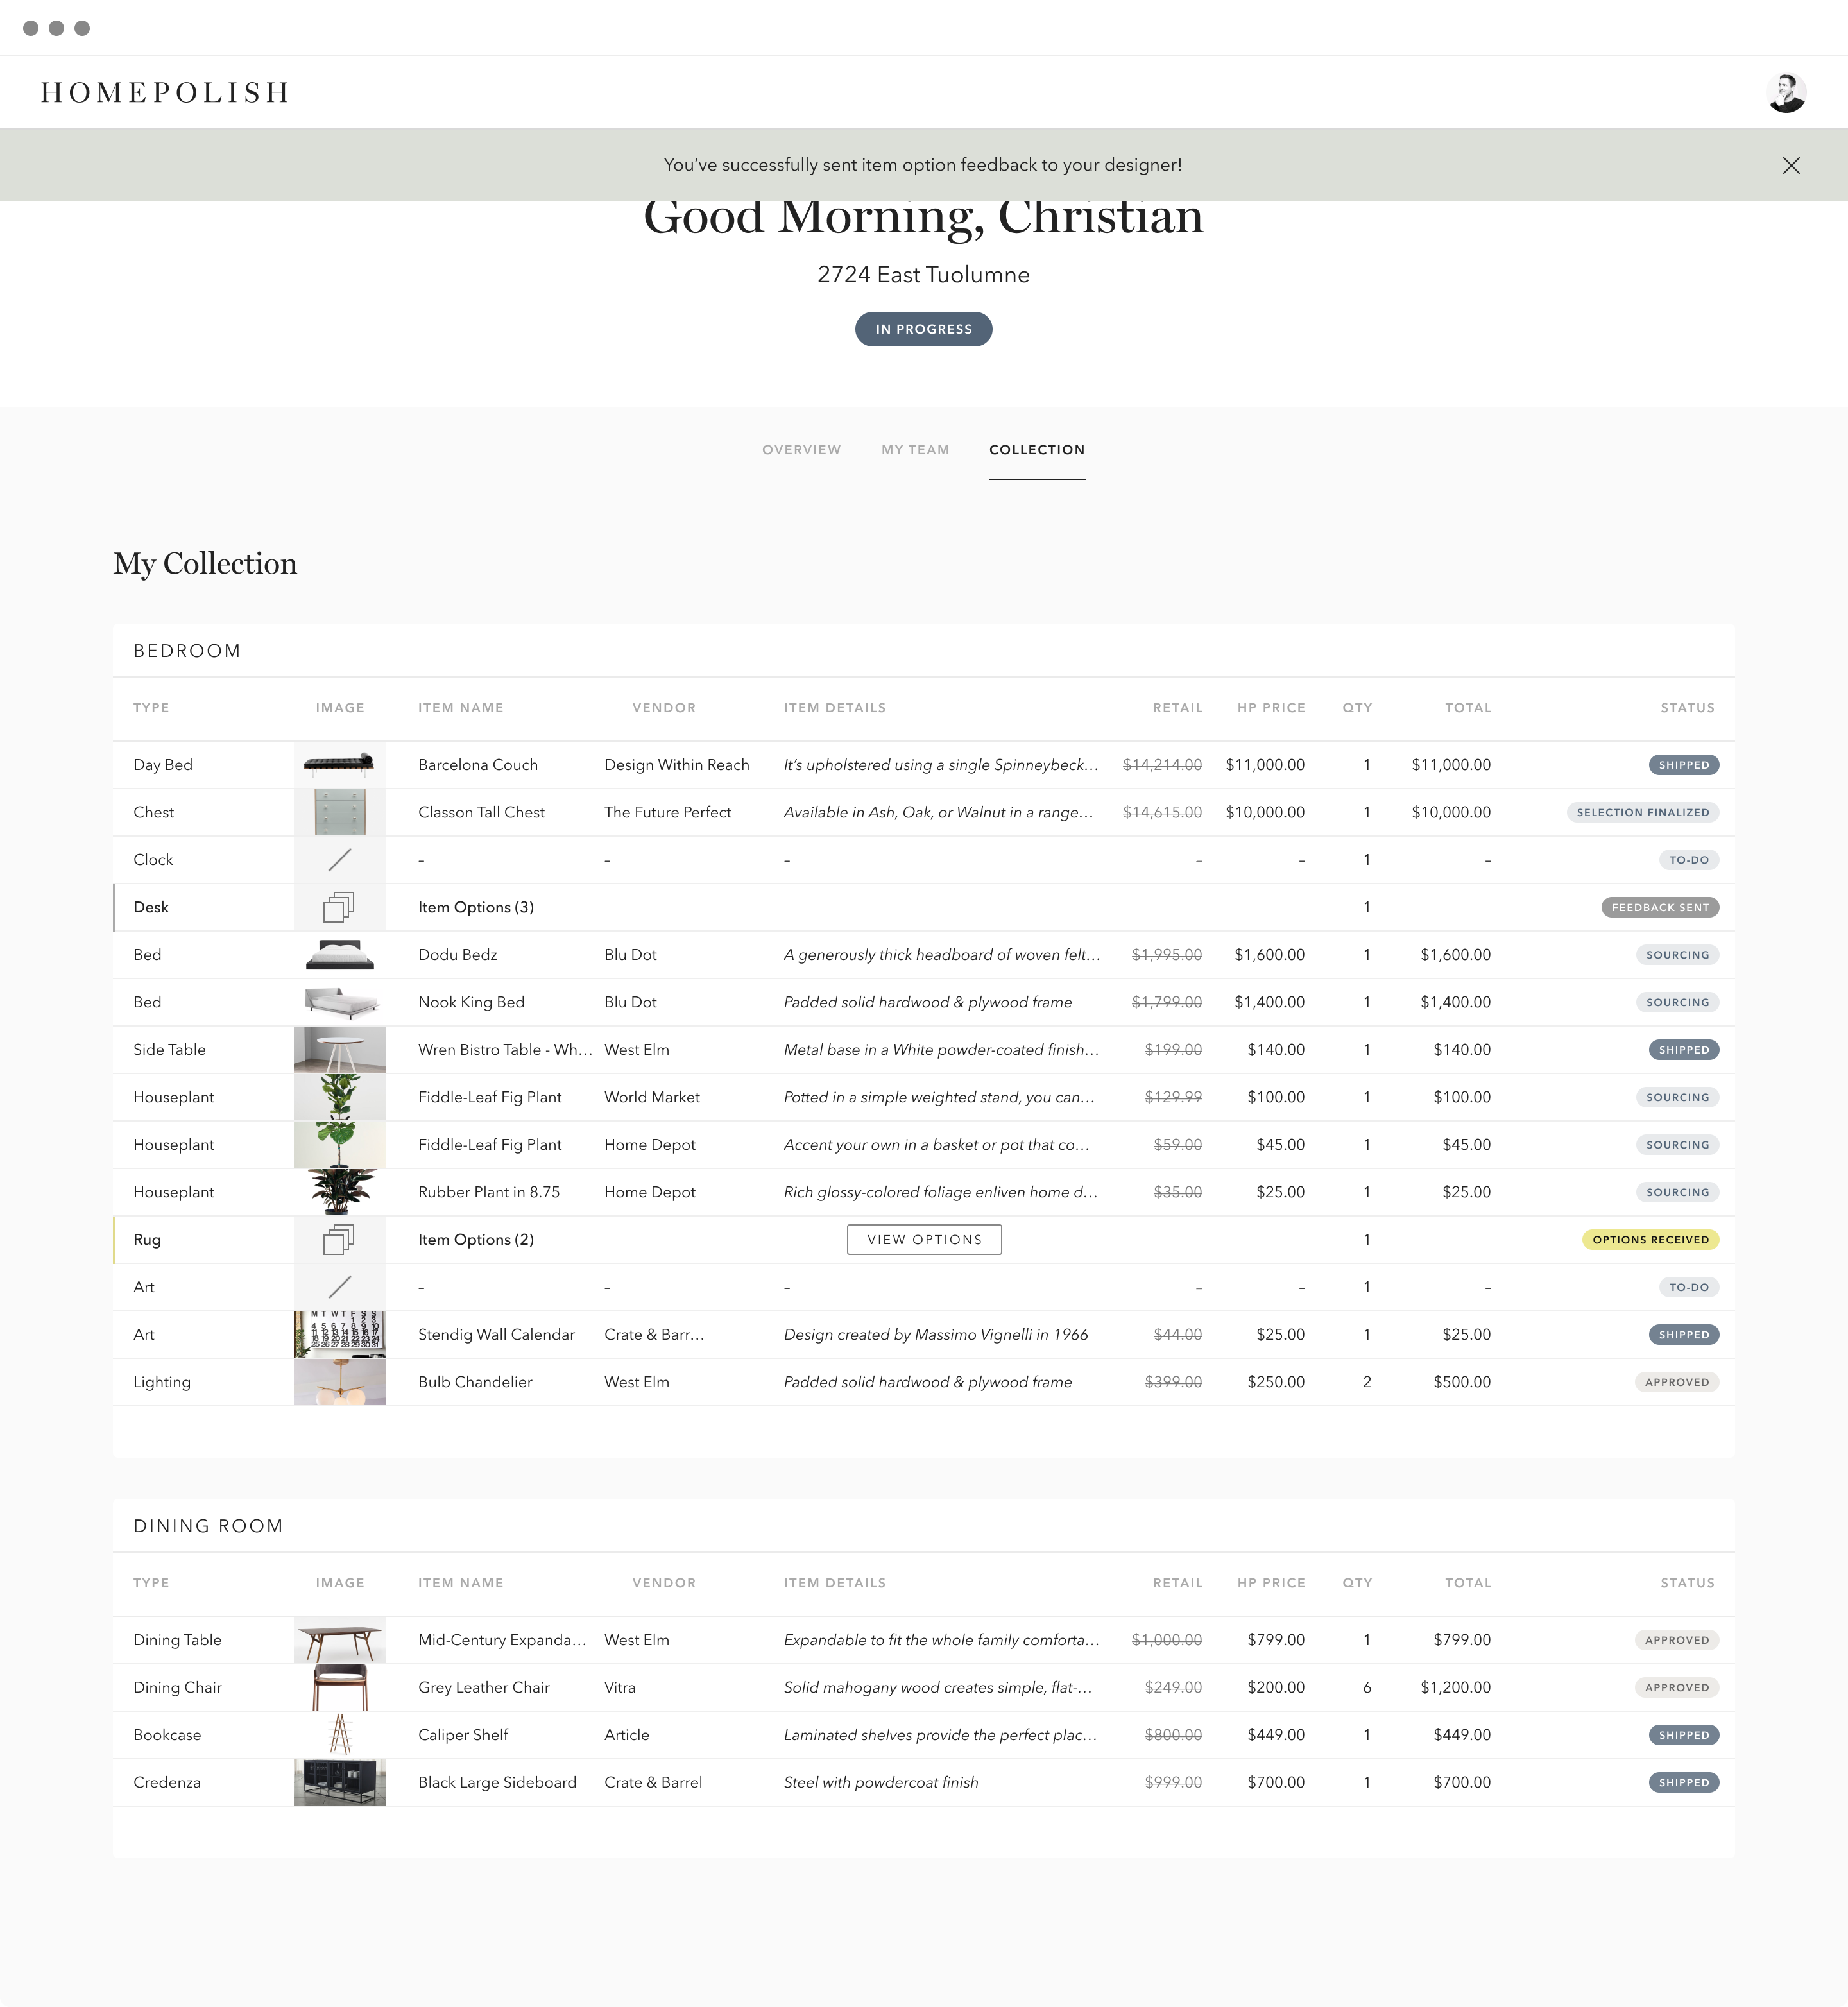 HOMEPOLISH
You’ve successfully sent item option feedback to your designer!
Good Morning, Christian
2724 East Tuolumne
IN PROGRESS
OVERVIEW MY TEAM COLLECTION
My Collection
BEDROOM
TYPE IMAGE ITEM NAME VENDOR ITEM DETAILS RETAIL HP PRICE QTY TOTAL STATUS
Day Bed Barcelona Couch Design Within Reach It’s upholstered using a single Spinneybeck… $14,214.00 $11,000.00 1 $11,000.00 SHIPPED
Chest Classon Tall Chest The Future Perfect Available in Ash, Oak, or Walnut in a range… $14,615.00 $10,000.00 1 $10,000.00 SELECTION FINALIZED
Clock – – – – – 1 – TO-DO
Desk Item Options (3) 1 FEEDBACK SENT
Bed Dodu Bedz Blu Dot A generously thick headboard of woven felt… $1,995.00 $1,600.00 1 $1,600.00 SOURCING
Bed Nook King Bed Blu Dot Padded solid hardwood & plywood frame $1,799.00 $1,400.00 1 $1,400.00 SOURCING
Side Table Wren Bistro Table - Wh… West Elm Metal base in a White powder-coated finish… $199.00 $140.00 1 $140.00 SHIPPED
Houseplant Fiddle-Leaf Fig Plant World Market Potted in a simple weighted stand, you can… $129.99 $100.00 1 $100.00 SOURCING
Houseplant Fiddle-Leaf Fig Plant Home Depot Accent your own in a basket or pot that co… $59.00 $45.00 1 $45.00 SOURCING
Houseplant Rubber Plant in 8.75 Home Depot Rich glossy-colored foliage enliven home d… $35.00 $25.00 1 $25.00 SOURCING
Rug Item Options (2) VIEW OPTIONS 1 OPTIONS RECEIVED
Art – – – – – 1 – TO-DO
Art Stendig Wall Calendar Crate & Barr… Design created by Massimo Vignelli in 1966 $44.00 $25.00 1 $25.00 SHIPPED
Lighting Bulb Chandelier West Elm Padded solid hardwood & plywood frame $399.00 $250.00 2 $500.00 APPROVED
DINING ROOM
TYPE IMAGE ITEM NAME VENDOR ITEM DETAILS RETAIL HP PRICE QTY TOTAL STATUS
Dining Table Mid-Century Expanda… West Elm Expandable to fit the whole family comforta… $1,000.00 $799.00 1 $799.00 APPROVED
Dining Chair Grey Leather Chair Vitra Solid mahogany wood creates simple, flat-… $249.00 $200.00 6 $1,200.00 APPROVED
Bookcase Caliper Shelf Article Laminated shelves provide the perfect plac… $800.00 $449.00 1 $449.00 SHIPPED
Credenza Black Large Sideboard Crate & Barrel Steel with powdercoat finish $999.00 $700.00 1 $700.00 SHIPPED